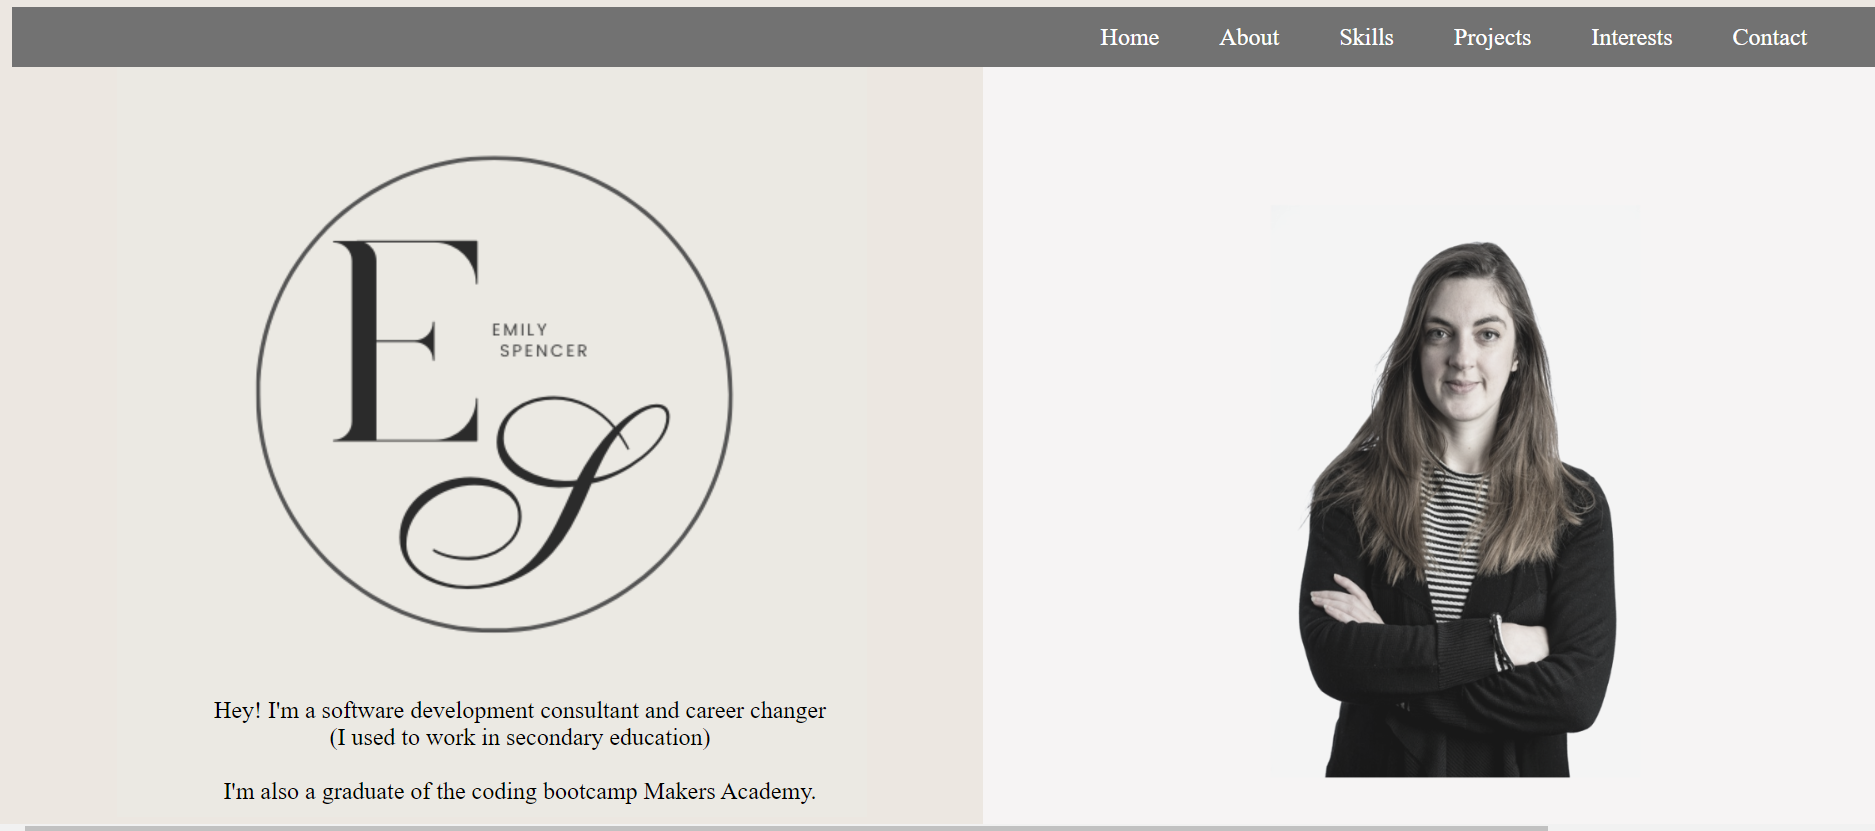 Home About Skills Projects Interests Contact
E
EMILY
SPENCER
S
Hey! I'm a software development consultant and career changer
(I used to work in secondary education)
I'm also a graduate of the coding bootcamp Makers Academy.